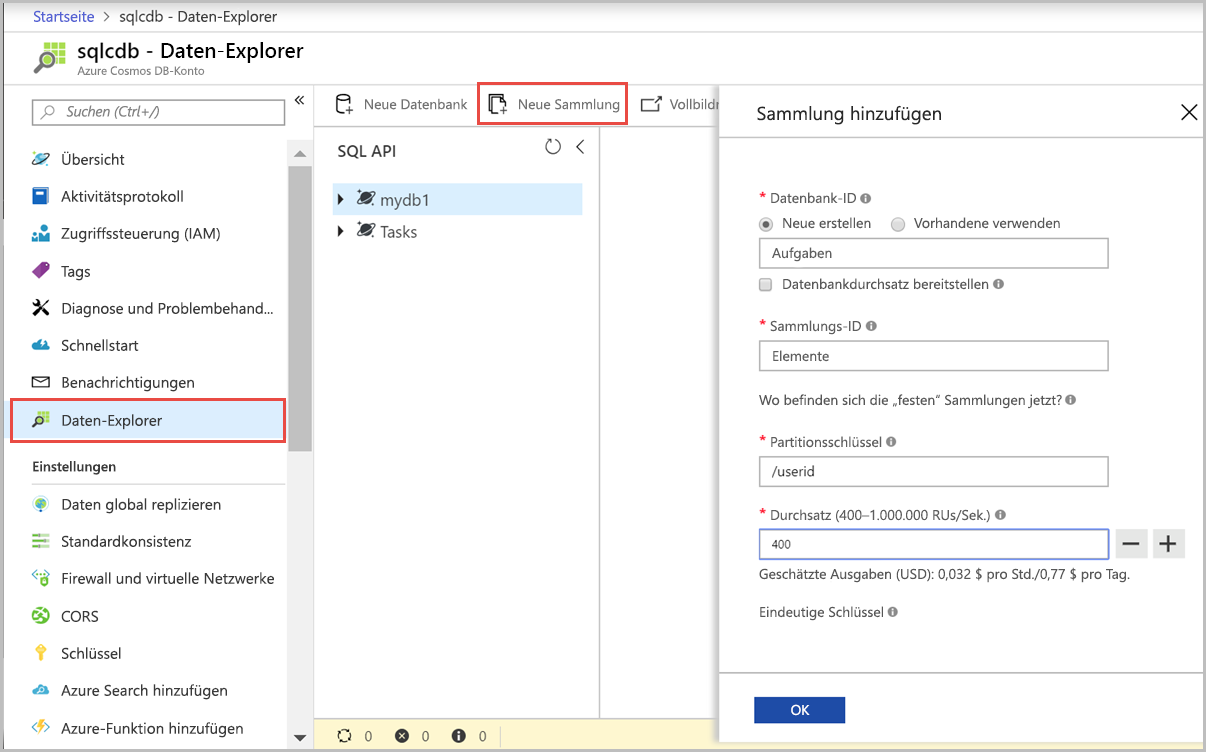 Startseite > sqlcdb - Daten-Explorer
sqlcdb - Daten-Explorer
Azure Cosmos DB-Konto
Suchen (Ctrl+/)
«
Übersicht
Aktivitätsprotokoll
Zugriffssteuerung (IAM)
Tags
Diagnose und Problembehand...
Schnellstart
Benachrichtigungen
Daten-Explorer
Einstellungen
Daten global replizieren
Standardkonsistenz
Firewall und virtuelle Netzwerke
CORS
Schlüssel
Azure Search hinzufügen
Azure-Funktion hinzufügen
Neue Datenbank
Neue Sammlung
Vollbildm
SQL API
mydb1
Tasks
0 0 0
Sammlung hinzufügen
* Datenbank-ID
Neue erstellen Vorhandene verwenden
Aufgaben
Datenbankdurchsatz bereitstellen
* Sammlungs-ID
Elemente
Wo befinden sich die „festen“ Sammlungen jetzt?
* Partitionsschlüssel
/userid
* Durchsatz (400–1.000.000 RUs/Sek.)
400
Geschätzte Ausgaben (USD): 0,032 $ pro Std./0,77 $ pro Tag.
Eindeutige Schlüssel
OK